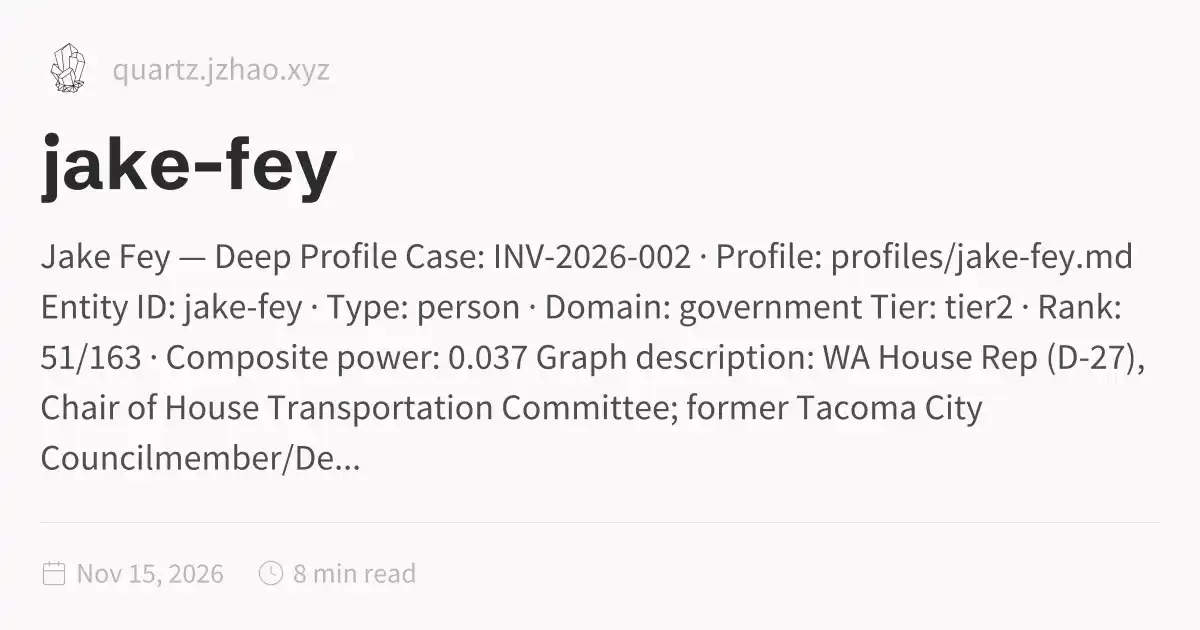 quartz.jzhao.xyz
jake-fey
Jake Fey — Deep Profile Case: INV-2026-002 · Profile: profiles/jake-fey.md
Entity ID: jake-fey · Type: person · Domain: government Tier: tier2 · Rank:
51/163 · Composite power: 0.037 Graph description: WA House Rep (D-27),
Chair of House Transportation Committee; former Tacoma City
Councilmember/De...
Nov 15, 2026 8 min read